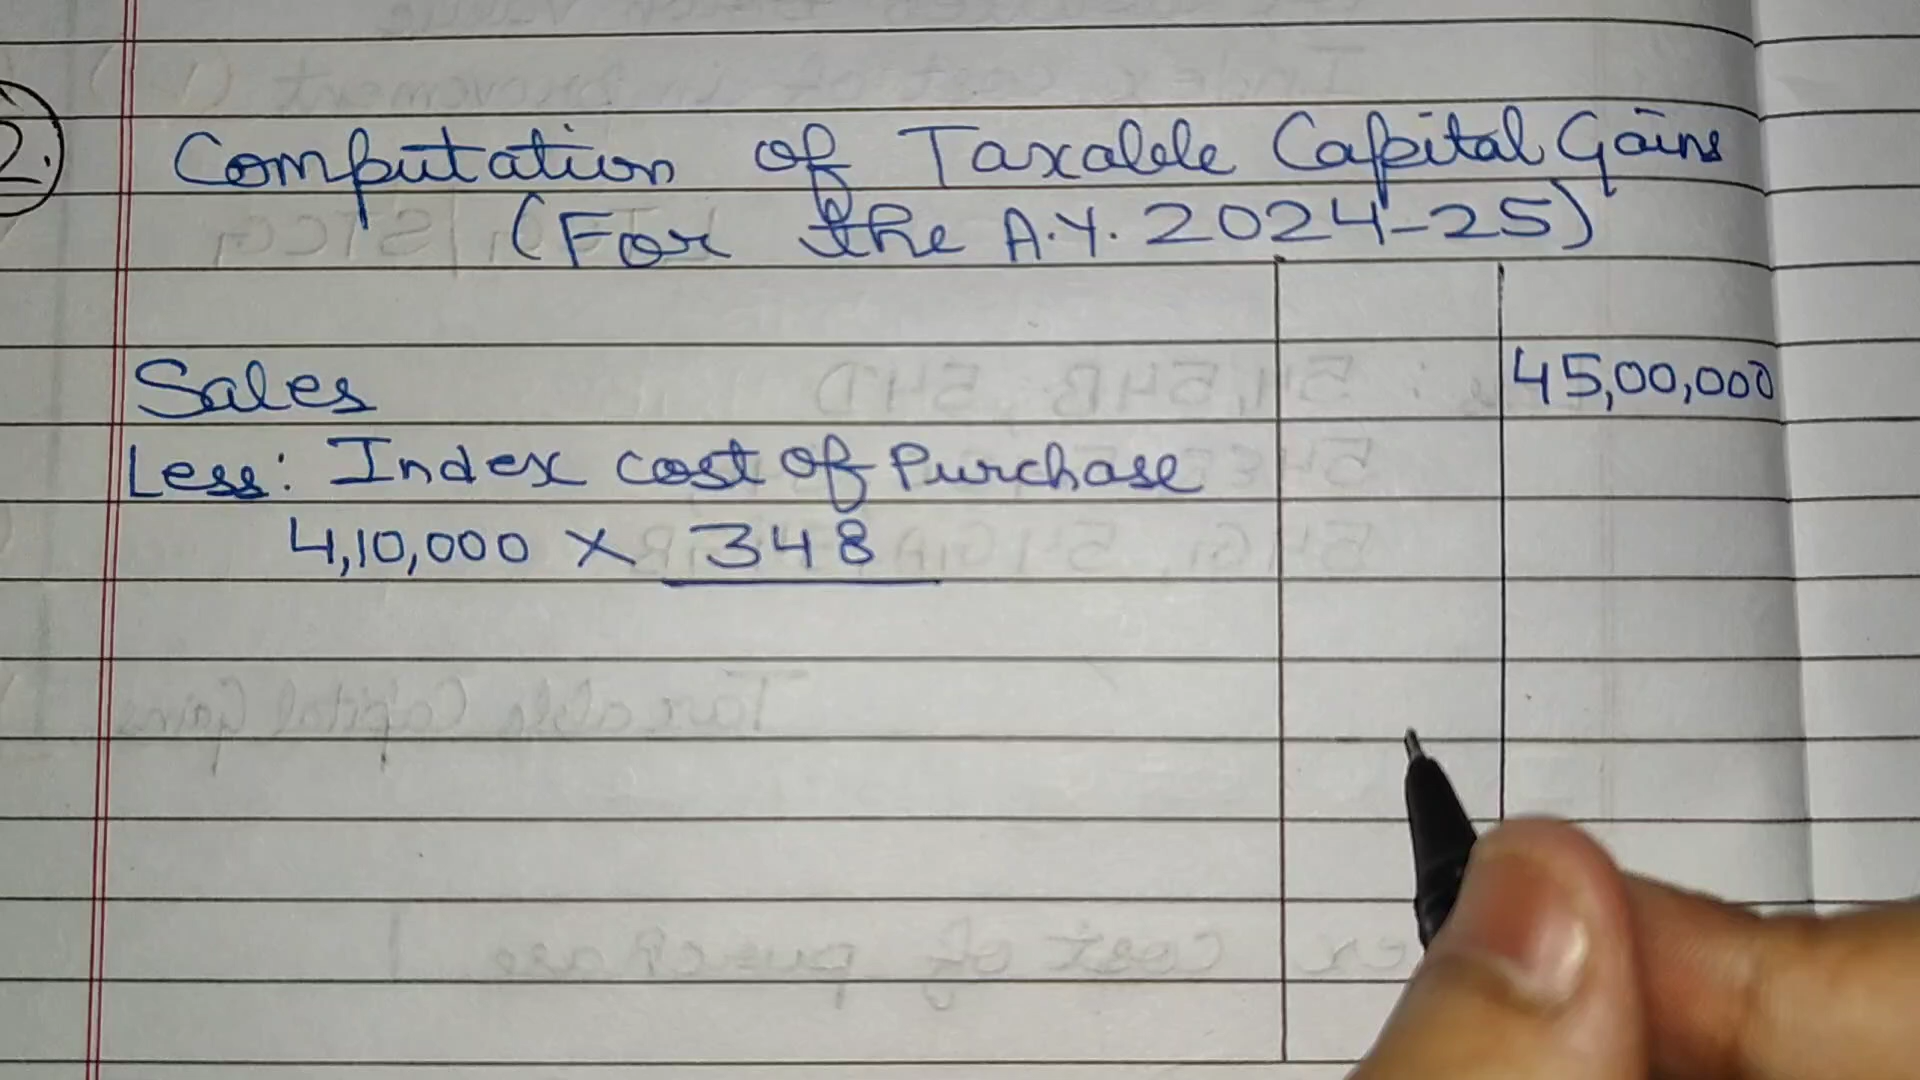 2.
Computation of Taxable Capital Gains
(For the A.Y. 2024-25)
Sales 45,00,000
Less: Index cost of Purchase
4,10,000 × 348